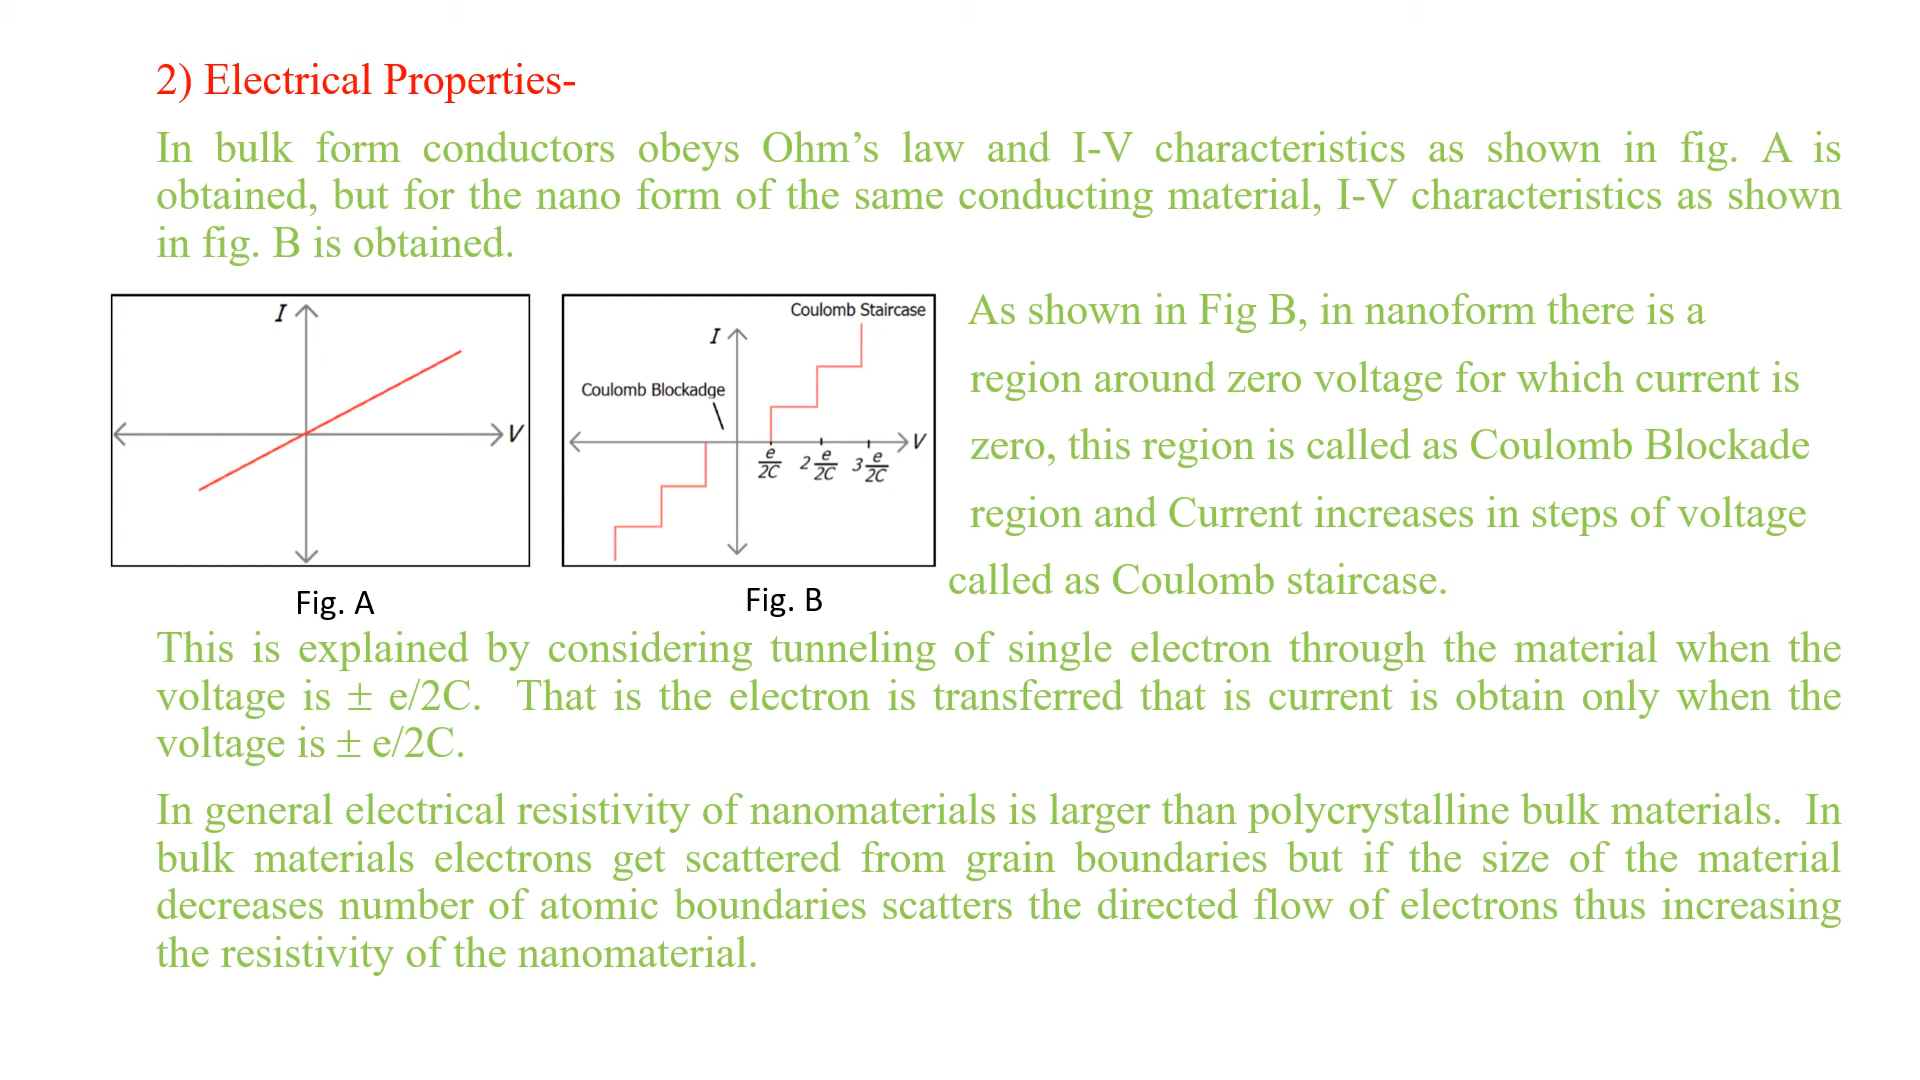 2) Electrical Properties-
In bulk form conductors obeys Ohm’s law and I-V characteristics as shown in fig. A is
obtained, but for the nano form of the same conducting material, I-V characteristics as shown
in fig. B is obtained.
I
V
Fig. A
Coulomb Staircase
I
Coulomb Blockadge
V
e/2C 2 e/2C 3 e/2C
Fig. B
As shown in Fig B, in nanoform there is a
region around zero voltage for which current is
zero, this region is called as Coulomb Blockade
region and Current increases in steps of voltage
called as Coulomb staircase.
This is explained by considering tunneling of single electron through the material when the
voltage is ± e/2C.  That is the electron is transferred that is current is obtain only when the
voltage is ± e/2C.
In general electrical resistivity of nanomaterials is larger than polycrystalline bulk materials.  In
bulk materials electrons get scattered from grain boundaries but if the size of the material
decreases number of atomic boundaries scatters the directed flow of electrons thus increasing
the resistivity of the nanomaterial.